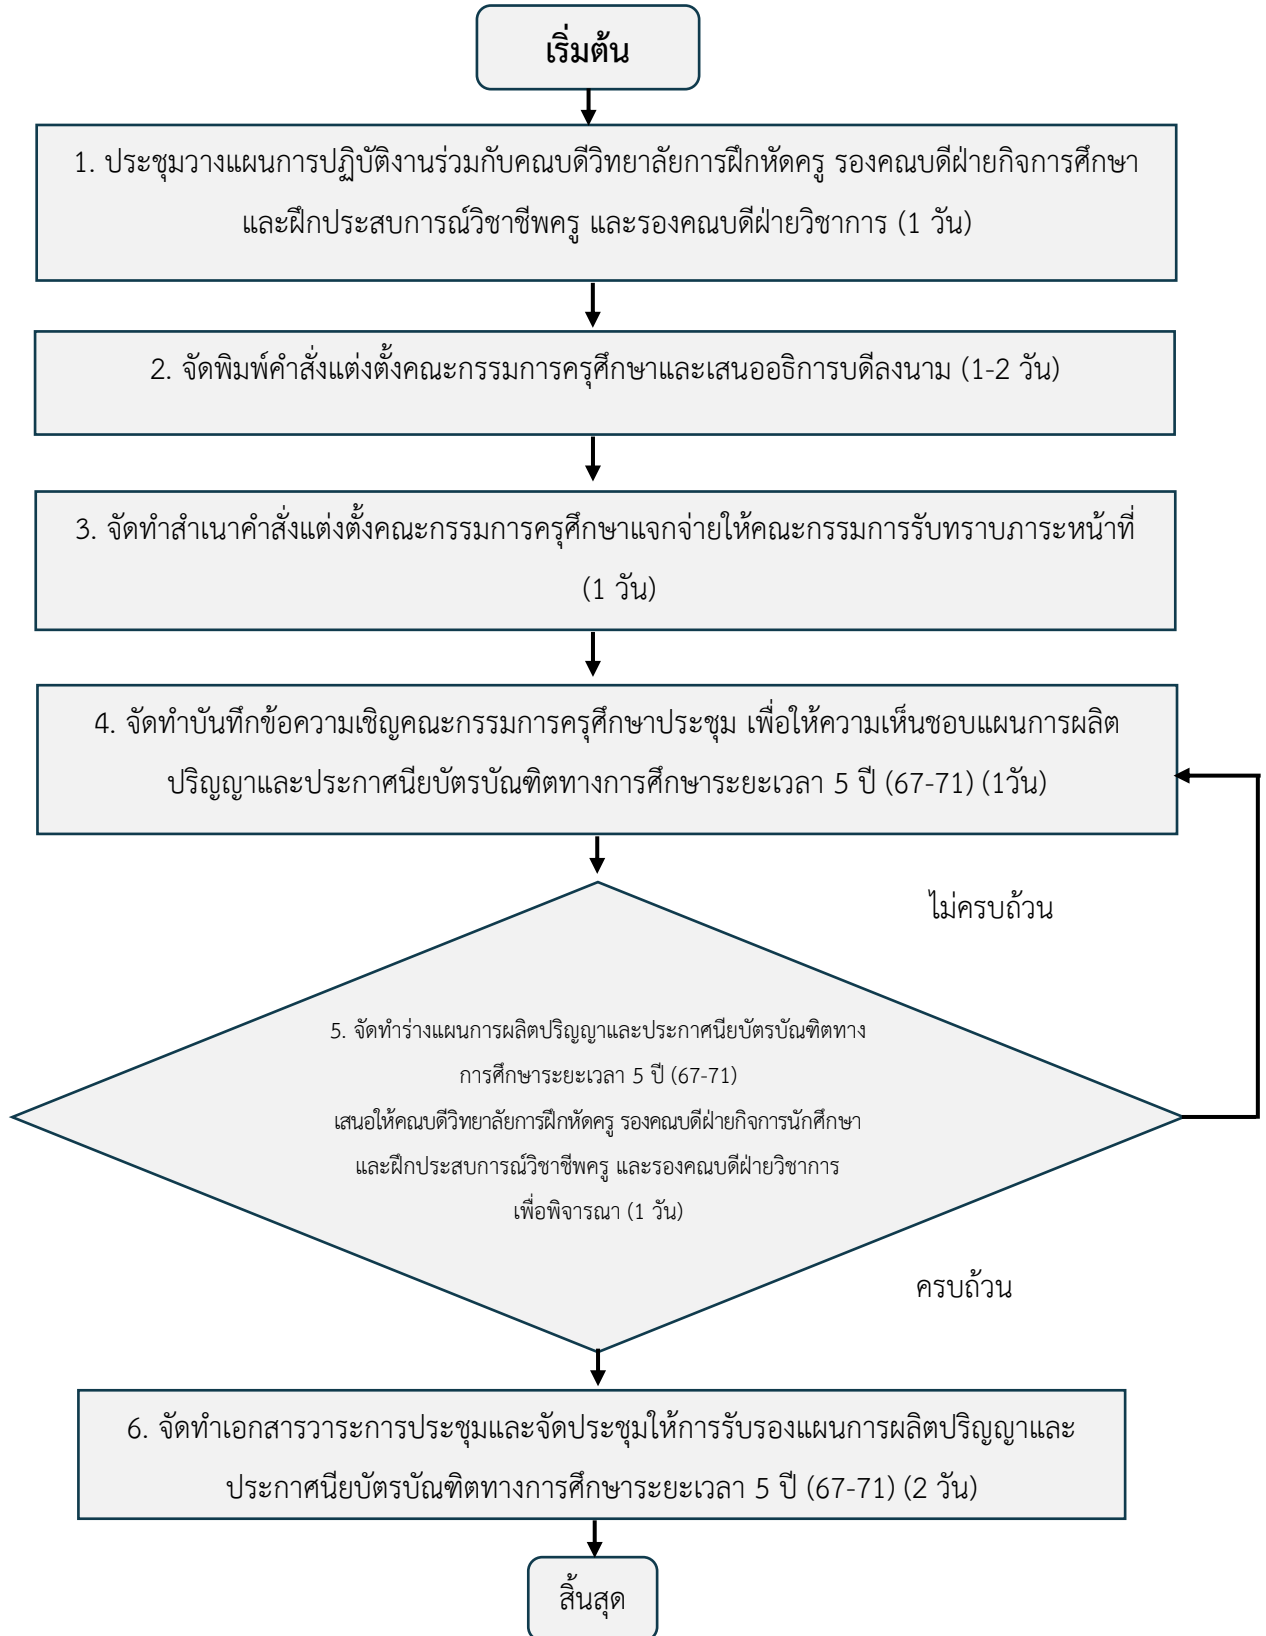 เริ่มต้น
1. ประชุมวางแผนการปฏิบัติงานร่วมกับคณบดีวิทยาลัยการฝึกหัดครู รองคณบดีฝ่ายกิจการศึกษา
และฝึกประสบการณ์วิชาชีพครู และรองคณบดีฝ่ายวิชาการ (1 วัน)
2. จัดพิมพ์คำสั่งแต่งตั้งคณะกรรมการครุศึกษาและเสนออธิการบดีลงนาม (1-2 วัน)
3. จัดทำสำเนาคำสั่งแต่งตั้งคณะกรรมการครุศึกษาแจกจ่ายให้คณะกรรมการรับทราบภาระหน้าที่
(1 วัน)
4. จัดทำบันทึกข้อความเชิญคณะกรรมการครุศึกษาประชุม เพื่อให้ความเห็นชอบแผนการผลิต
ปริญญาและประกาศนียบัตรบัณฑิตทางการศึกษาระยะเวลา 5 ปี (67-71) (1วัน)
ไม่ครบถ้วน
5. จัดทำร่างแผนการผลิตปริญญาและประกาศนียบัตรบัณฑิตทาง
การศึกษาระยะเวลา 5 ปี (67-71)
เสนอให้คณบดีวิทยาลัยการฝึกหัดครู รองคณบดีฝ่ายกิจการนักศึกษา
และฝึกประสบการณ์วิชาชีพครู และรองคณบดีฝ่ายวิชาการ
เพื่อพิจารณา (1 วัน)
ครบถ้วน
6. จัดทำเอกสารวาระการประชุมและจัดประชุมให้การรับรองแผนการผลิตปริญญาและ
ประกาศนียบัตรบัณฑิตทางการศึกษาระยะเวลา 5 ปี (67-71) (2 วัน)
สิ้นสุด